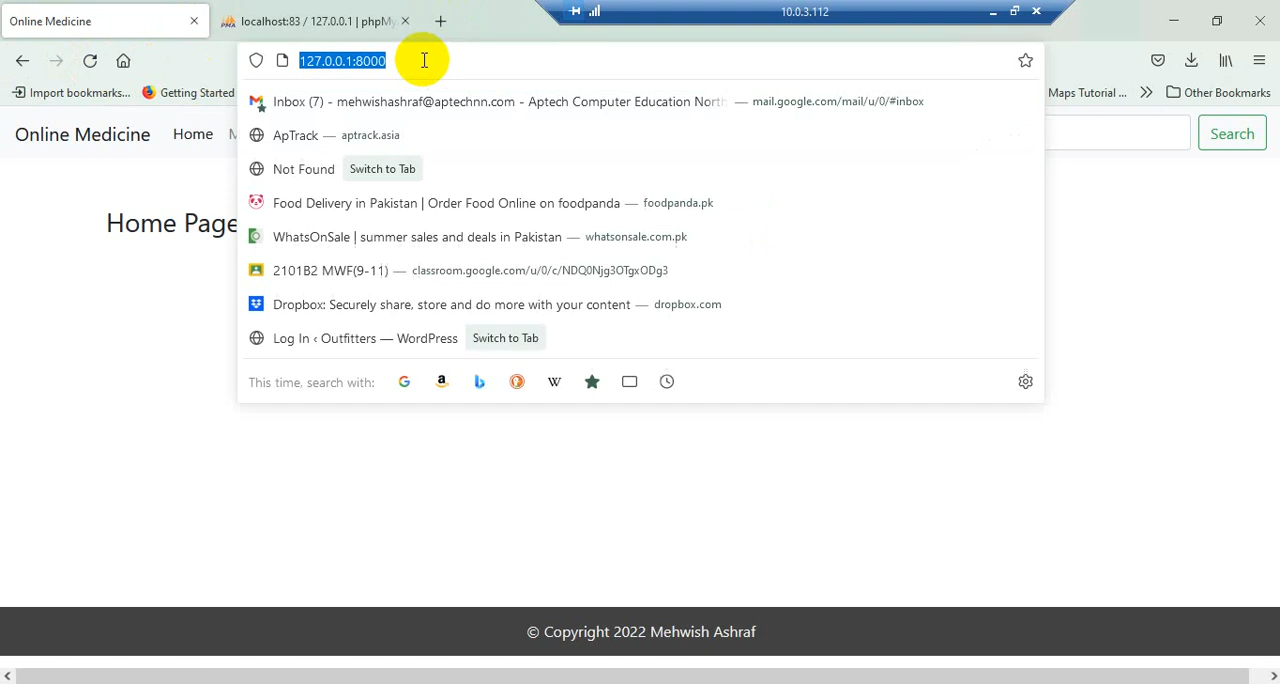 Online Medicine
localhost:83 / 127.0.0.1 | phpMy
10.0.3.112
127.0.0.1:8000
Import bookmarks...
Getting Started
Maps Tutorial ...
Other Bookmarks
Inbox (7) - mehwishashraf@aptechnn.com - Aptech Computer Education North — mail.google.com/mail/u/0/#inbox
ApTrack — aptrack.asia
Not Found Switch to Tab
Food Delivery in Pakistan | Order Food Online on foodpanda — foodpanda.pk
WhatsOnSale | summer sales and deals in Pakistan — whatsonsale.com.pk
2101B2 MWF(9-11) — classroom.google.com/u/0/c/NDQ0Njg3OTgxODg3
Dropbox: Securely share, store and do more with your content — dropbox.com
Log In ‹ Outfitters — WordPress Switch to Tab
This time, search with:
Online Medicine Home M
Search
Home Page
© Copyright 2022 Mehwish Ashraf